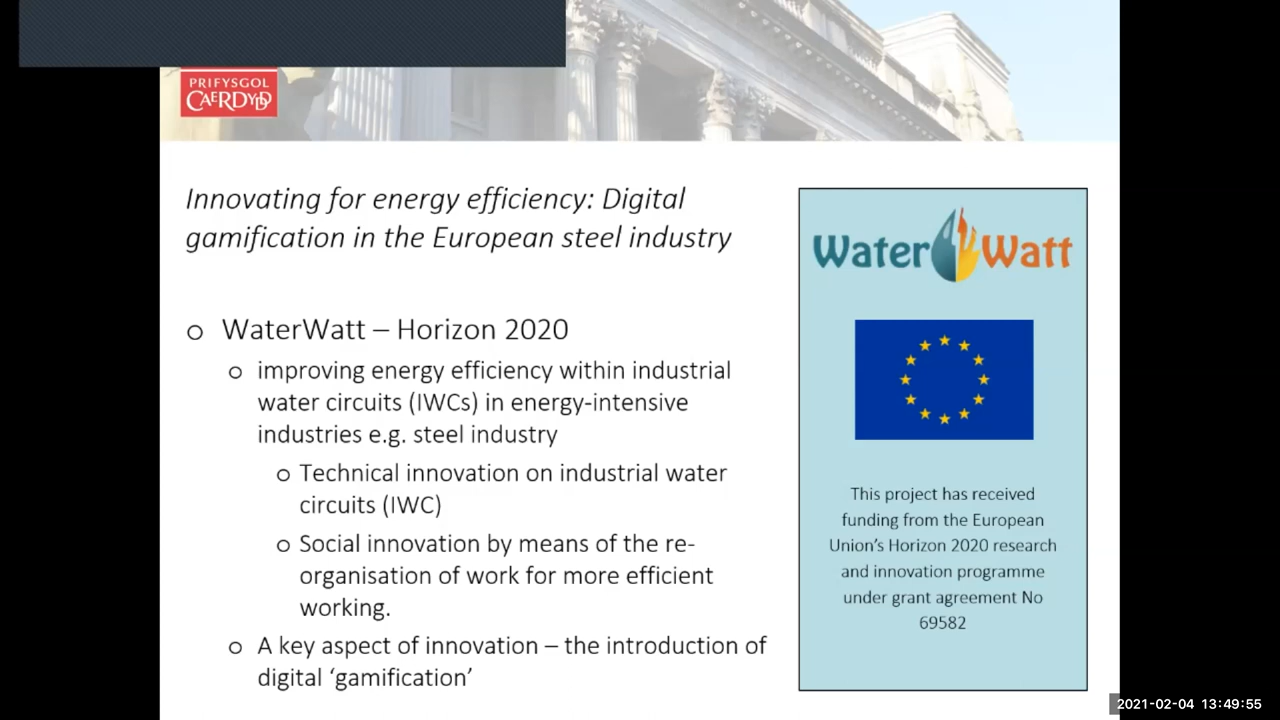 PRIFYSGOL
CAERDYDD
Innovating for energy efficiency: Digital
gamification in the European steel industry
o WaterWatt – Horizon 2020
o improving energy efficiency within industrial
water circuits (IWCs) in energy-intensive
industries e.g. steel industry
o Technical innovation on industrial water
circuits (IWC)
o Social innovation by means of the re-
organisation of work for more efficient
working.
o A key aspect of innovation – the introduction of
digital ‘gamification’
Water Watt
This project has received
funding from the European
Union’s Horizon 2020 research
and innovation programme
under grant agreement No
69582
2021-02-04 13:49:55